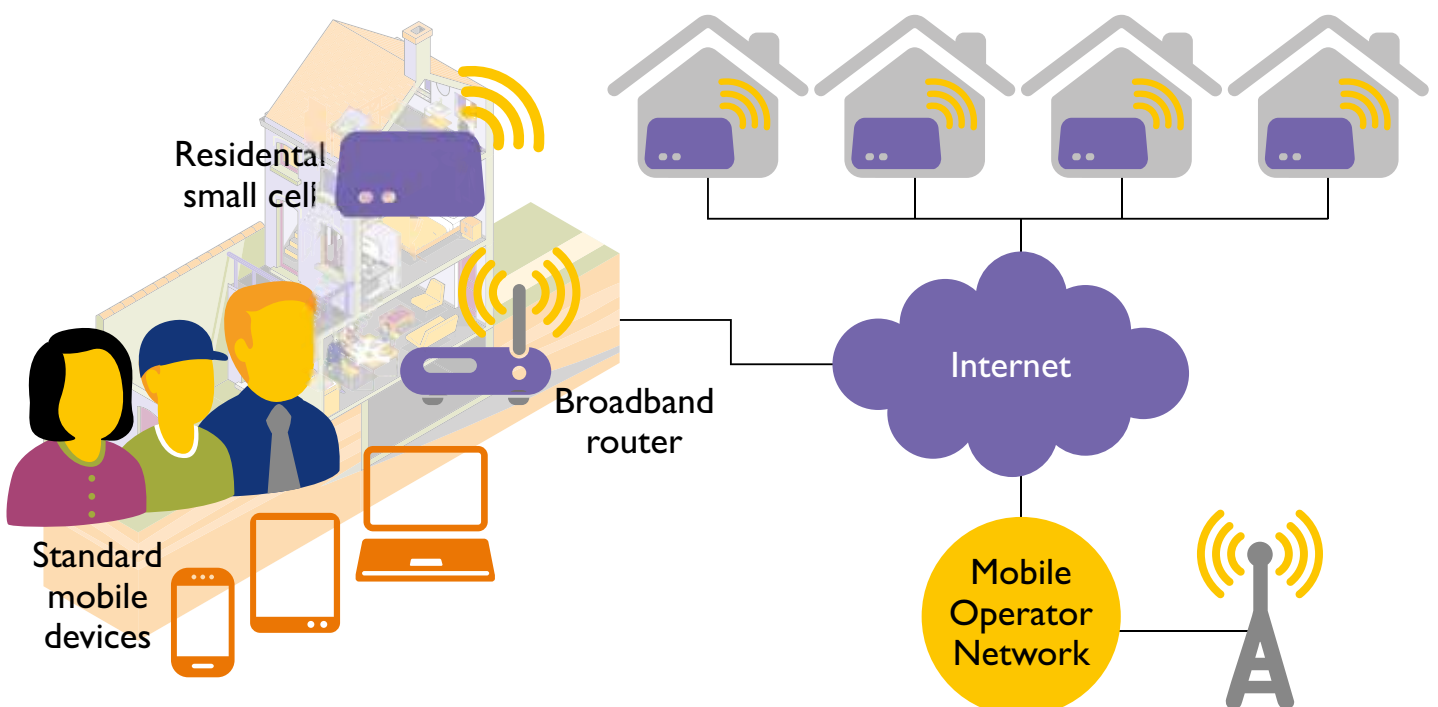 Residental
small cell
Broadband
router
Standard
mobile
devices
Internet
Mobile
Operator
Network